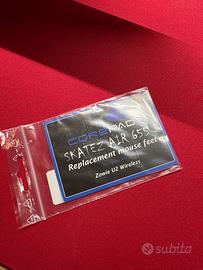 COREPAD
SKATEZ AIR 655
Replacement mouse feet
Zowie U2 Wireless
subito